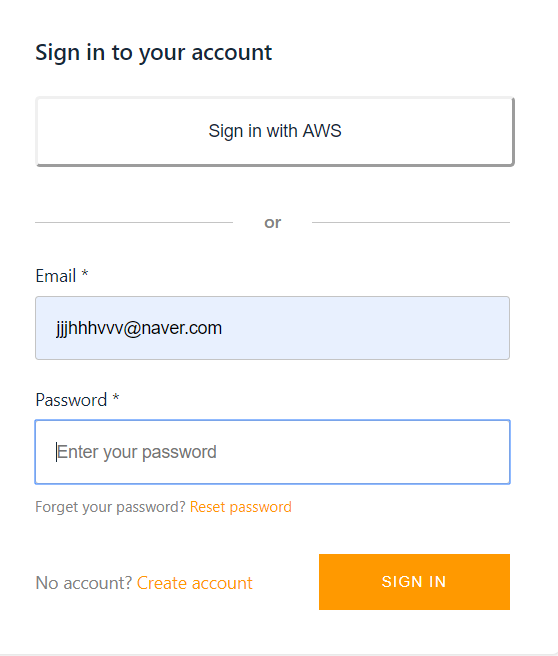 Sign in to your account
Sign in with AWS
or
Email *
jjjhhhvvv@naver.com
Password *
Enter your password
Forget your password? Reset password
No account? Create account
SIGN IN